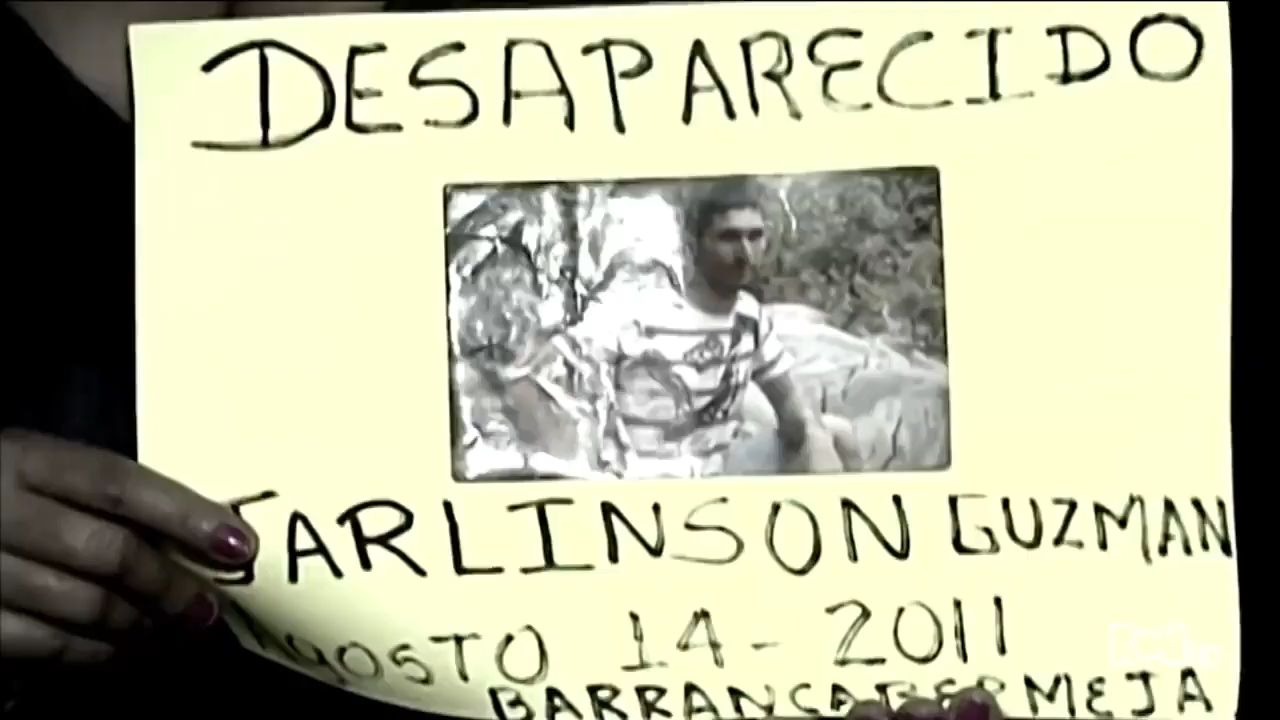 DESAPARECIDO
JARLINSON GUZMAN
AGOSTO 14 - 2011
BARRANCABERMEJA